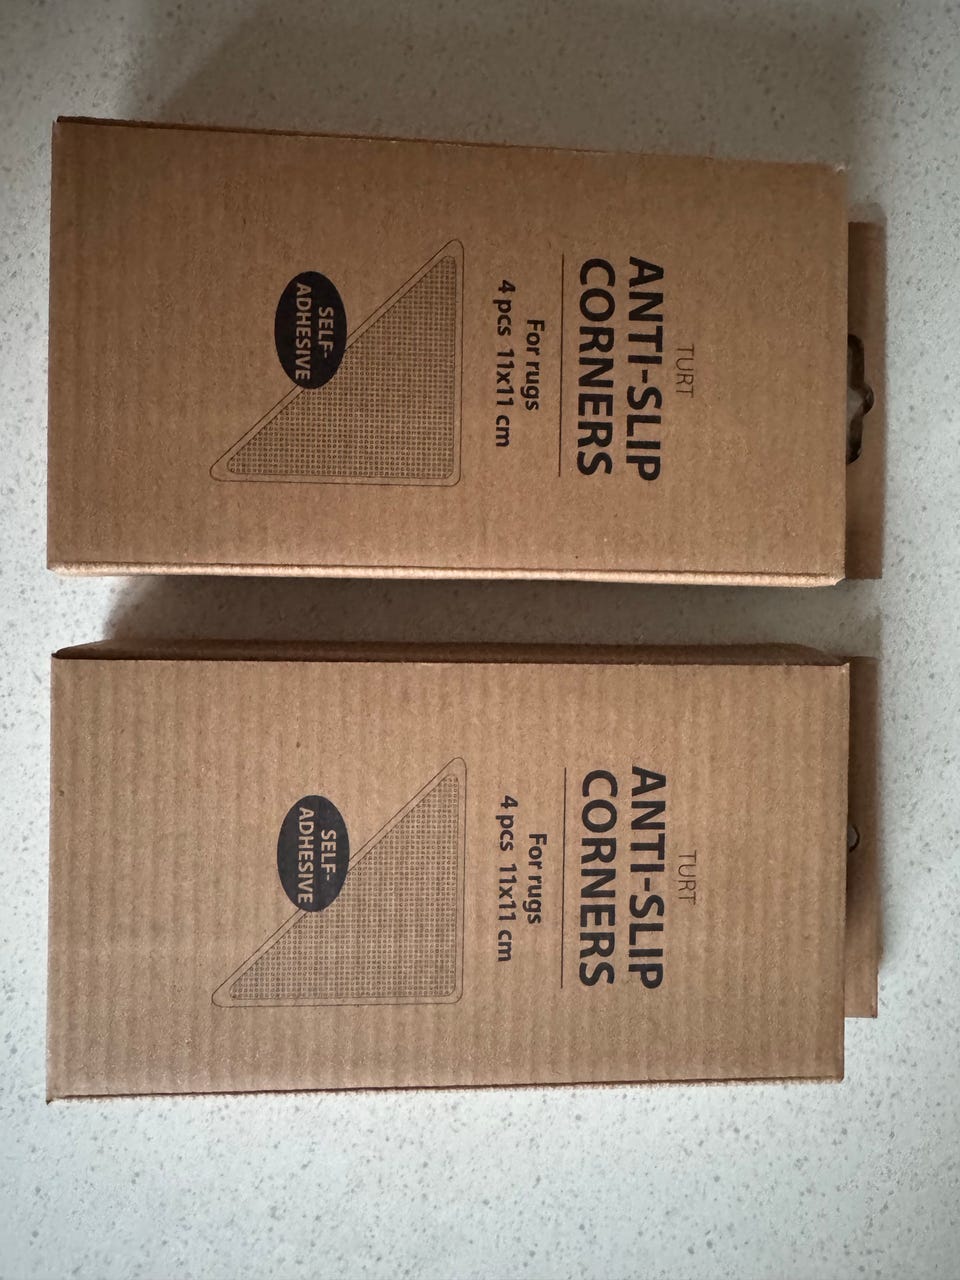 TURT
ANTI-SLIP
CORNERS
For rugs
4 pcs 11x11 cm
SELF-
ADHESIVE
TURT
ANTI-SLIP
CORNERS
For rugs
4 pcs 11x11 cm
SELF-
ADHESIVE